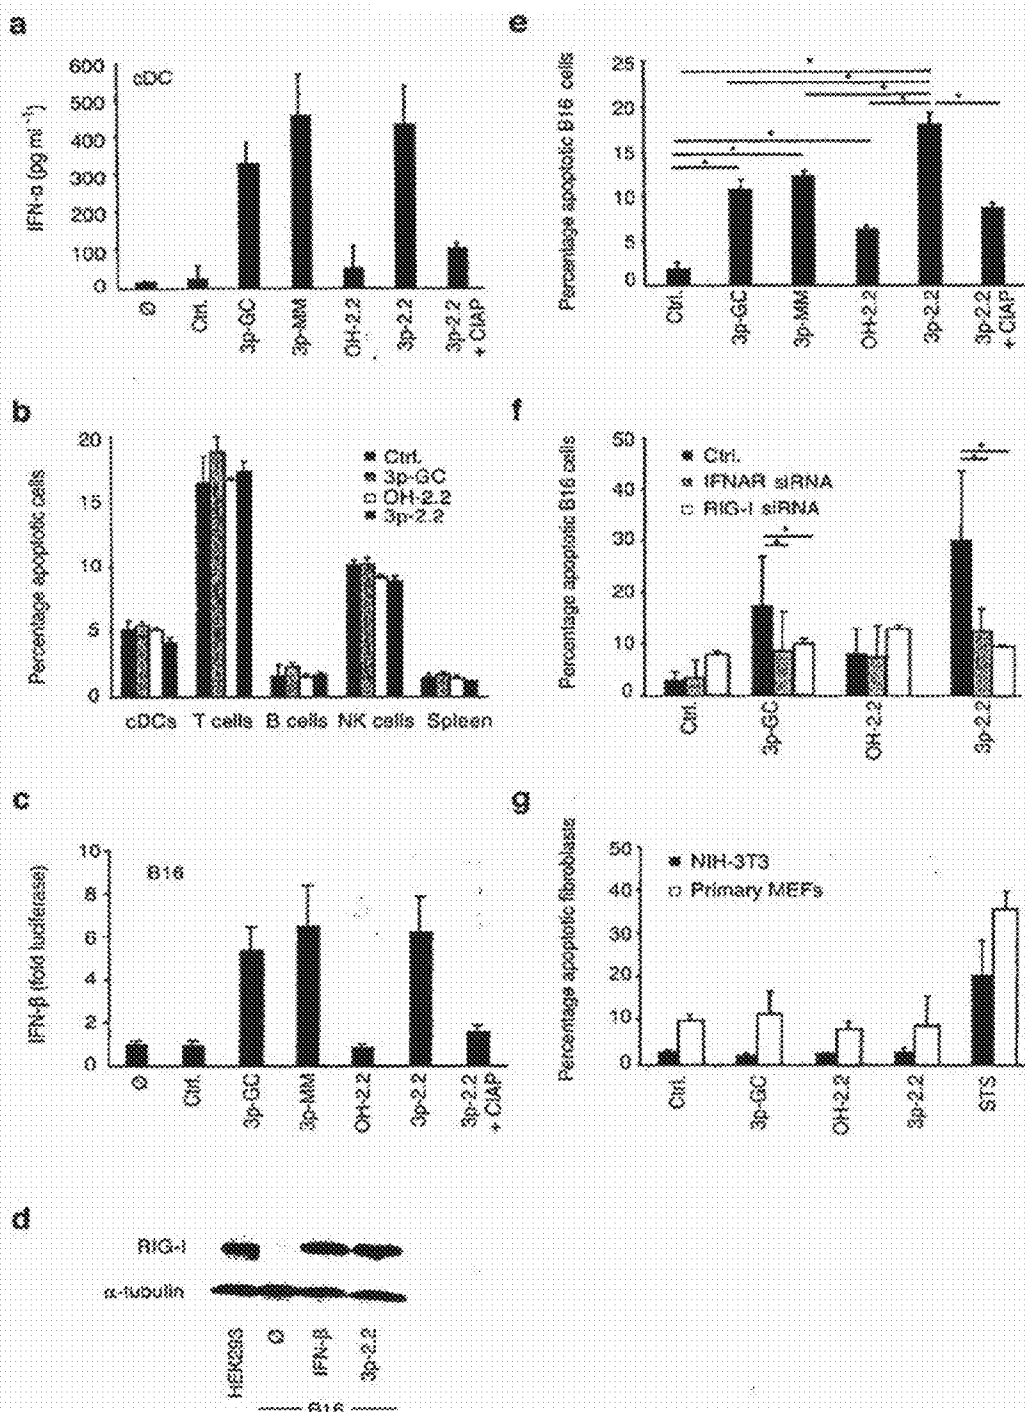 a
IFN-α (pg ml⁻¹)
600
500
400
300
200
100
0
cDC
Ø
Ctrl.
3p-GC
3p-MM
OH-2.2
3p-2.2
3p-2.2
+ CIAP
b
Percentage apoptotic cells
20
15
10
5
0
Ctrl.
3p-GC
OH-2.2
3p-2.2
cDCs T cells B cells NK cells Spleen
c
IFN-β (fold luciferase)
10
8
6
4
2
0
B16
Ø
Ctrl.
3p-GC
3p-MM
OH-2.2
3p-2.2
3p-2.2
+ CIAP
d
RIG-I
α-tubulin
HEK293
Ø
IFN-β
3p-2.2
B16
e
Percentage apoptotic B16 cells
25
20
15
10
5
0
*
*
*
*
*
*
*
*
Ctrl.
3p-GC
3p-MM
OH-2.2
3p-2.2
3p-2.2
+ CIAP
f
Percentage apoptotic B16 cells
50
40
30
20
10
0
Ctrl.
IFNAR siRNA
RIG-I siRNA
*
*
*
*
Ctrl.
3p-GC
OH-2.2
3p-2.2
g
Percentage apoptotic fibroblasts
50
40
30
20
10
0
NIH-3T3
Primary MEFs
Ctrl.
3p-GC
OH-2.2
3p-2.2
STS